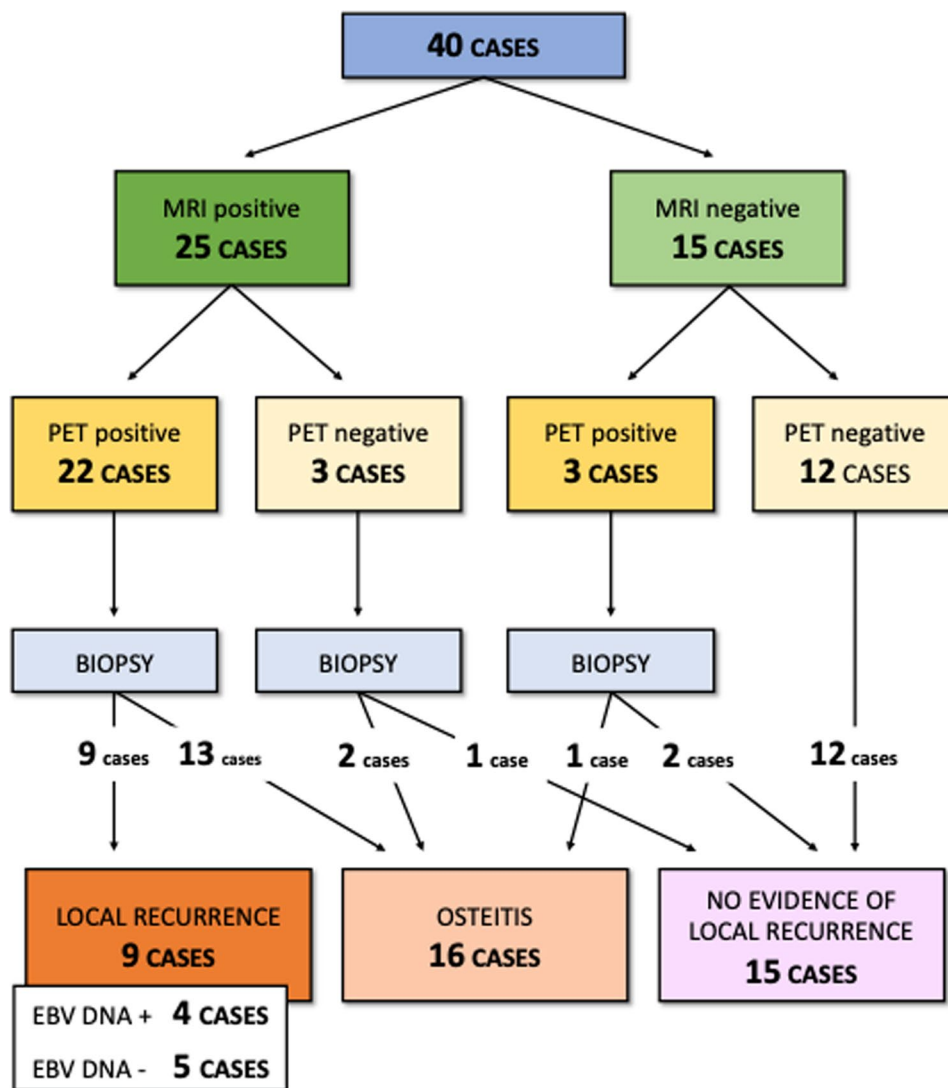 40 CASES
MRI positive
25 CASES
MRI negative
15 CASES
PET positive
22 CASES
PET negative
3 CASES
PET positive
3 CASES
PET negative
12 CASES
BIOPSY
BIOPSY
BIOPSY
9 cases
13 cases
2 cases
1 case
1 case
2 cases
12 cases
LOCAL RECURRENCE
9 CASES
OSTEITIS
16 CASES
NO EVIDENCE OF
LOCAL RECURRENCE
15 CASES
EBV DNA + 4 CASES
EBV DNA - 5 CASES